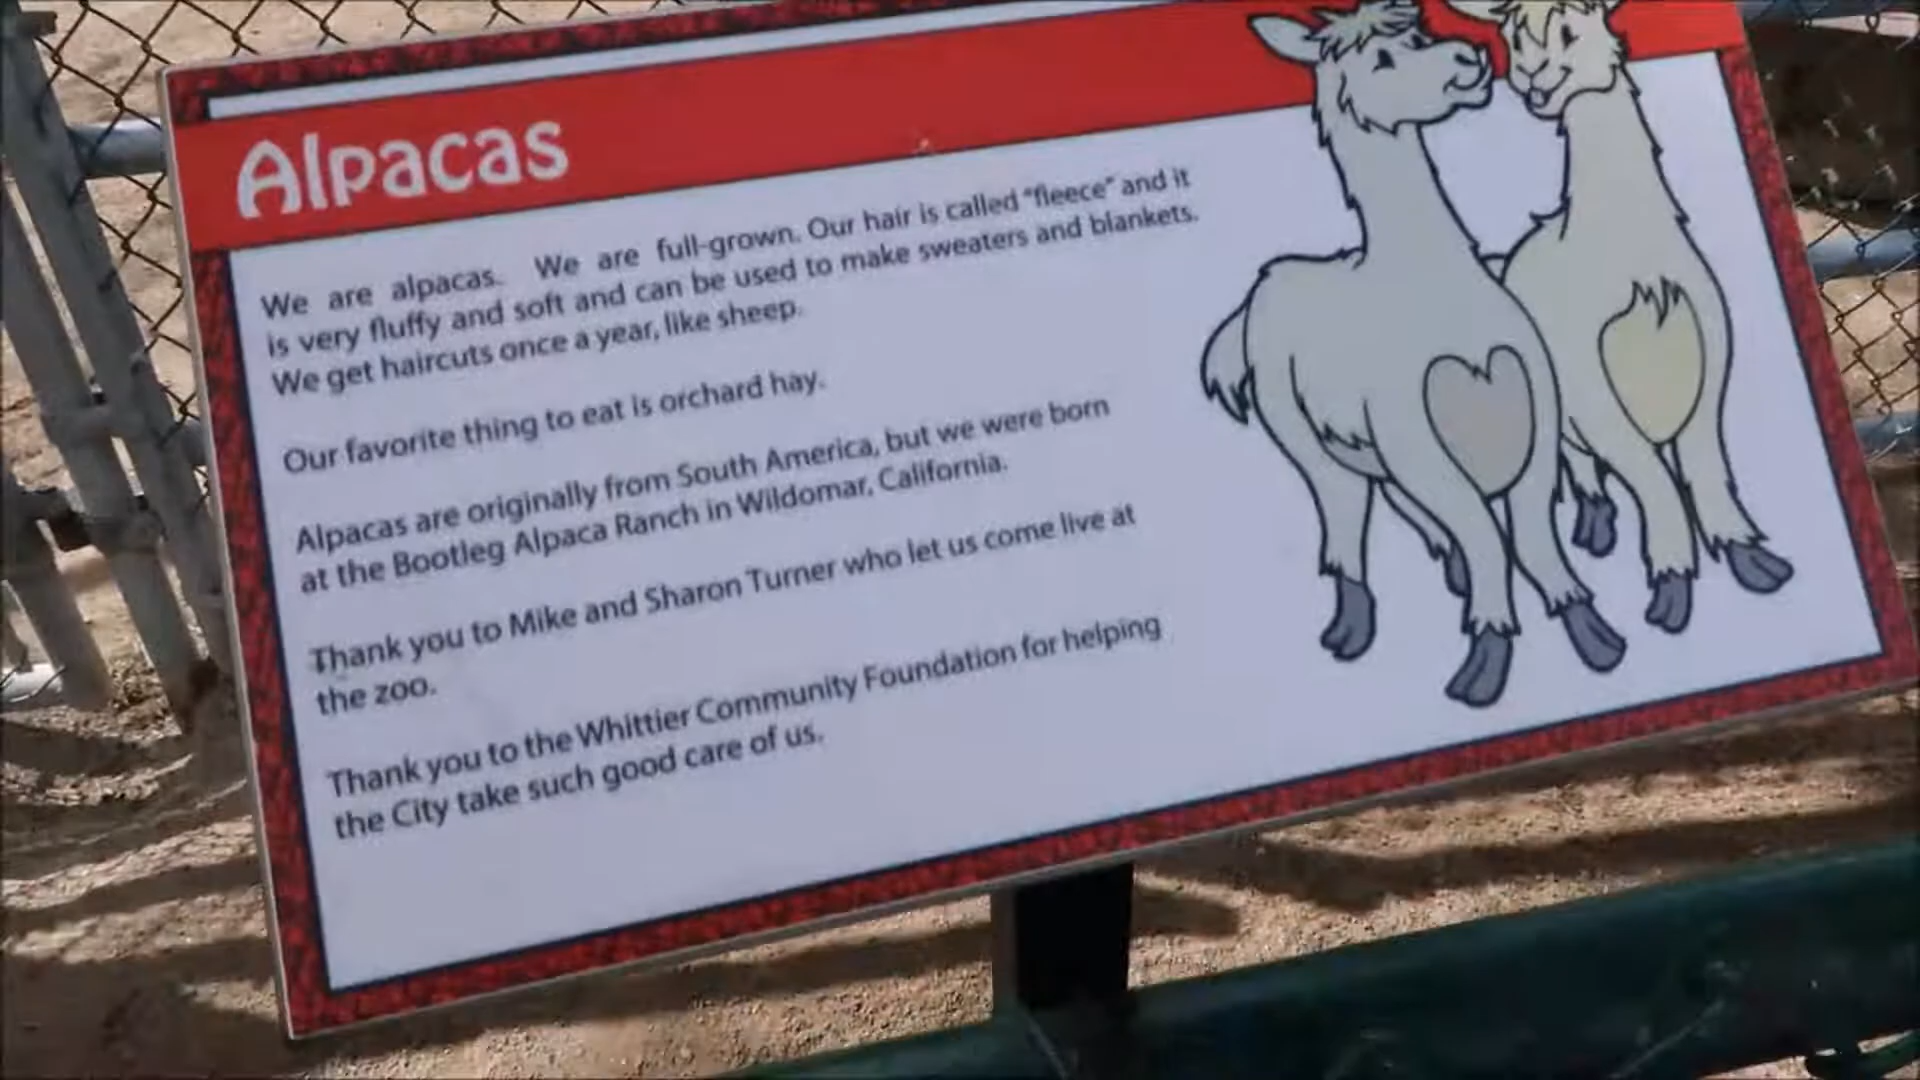 Alpacas
We are alpacas. We are full-grown. Our hair is called "fleece" and it
is very fluffy and soft and can be used to make sweaters and blankets.
We get haircuts once a year, like sheep.
Our favorite thing to eat is orchard hay.
Alpacas are originally from South America, but we were born
at the Bootleg Alpaca Ranch in Wildomar, California.
Thank you to Mike and Sharon Turner who let us come live at
the zoo.
Thank you to the Whittier Community Foundation for helping
the City take such good care of us.